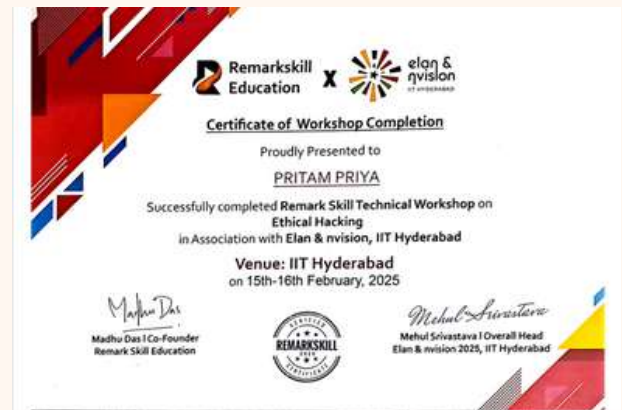 Remarkskill
Education
X
elan &
ηvision
IIT HYDERABAD
Certificate of Workshop Completion
Proudly Presented to
PRITAM PRIYA
Successfully completed Remark Skill Technical Workshop on
Ethical Hacking
in Association with Elan & nvision, IIT Hyderabad
Venue: IIT Hyderabad
on 15th-16th February, 2025
Madhu Das
Madhu Das I Co-Founder
Remark Skill Education
CERTIFIED
REMARKSKILL
CERTIFICATE
Mehul Srivastava
Mehul Srivastava I Overall Head
Elan & nvision 2025, IIT Hyderabad